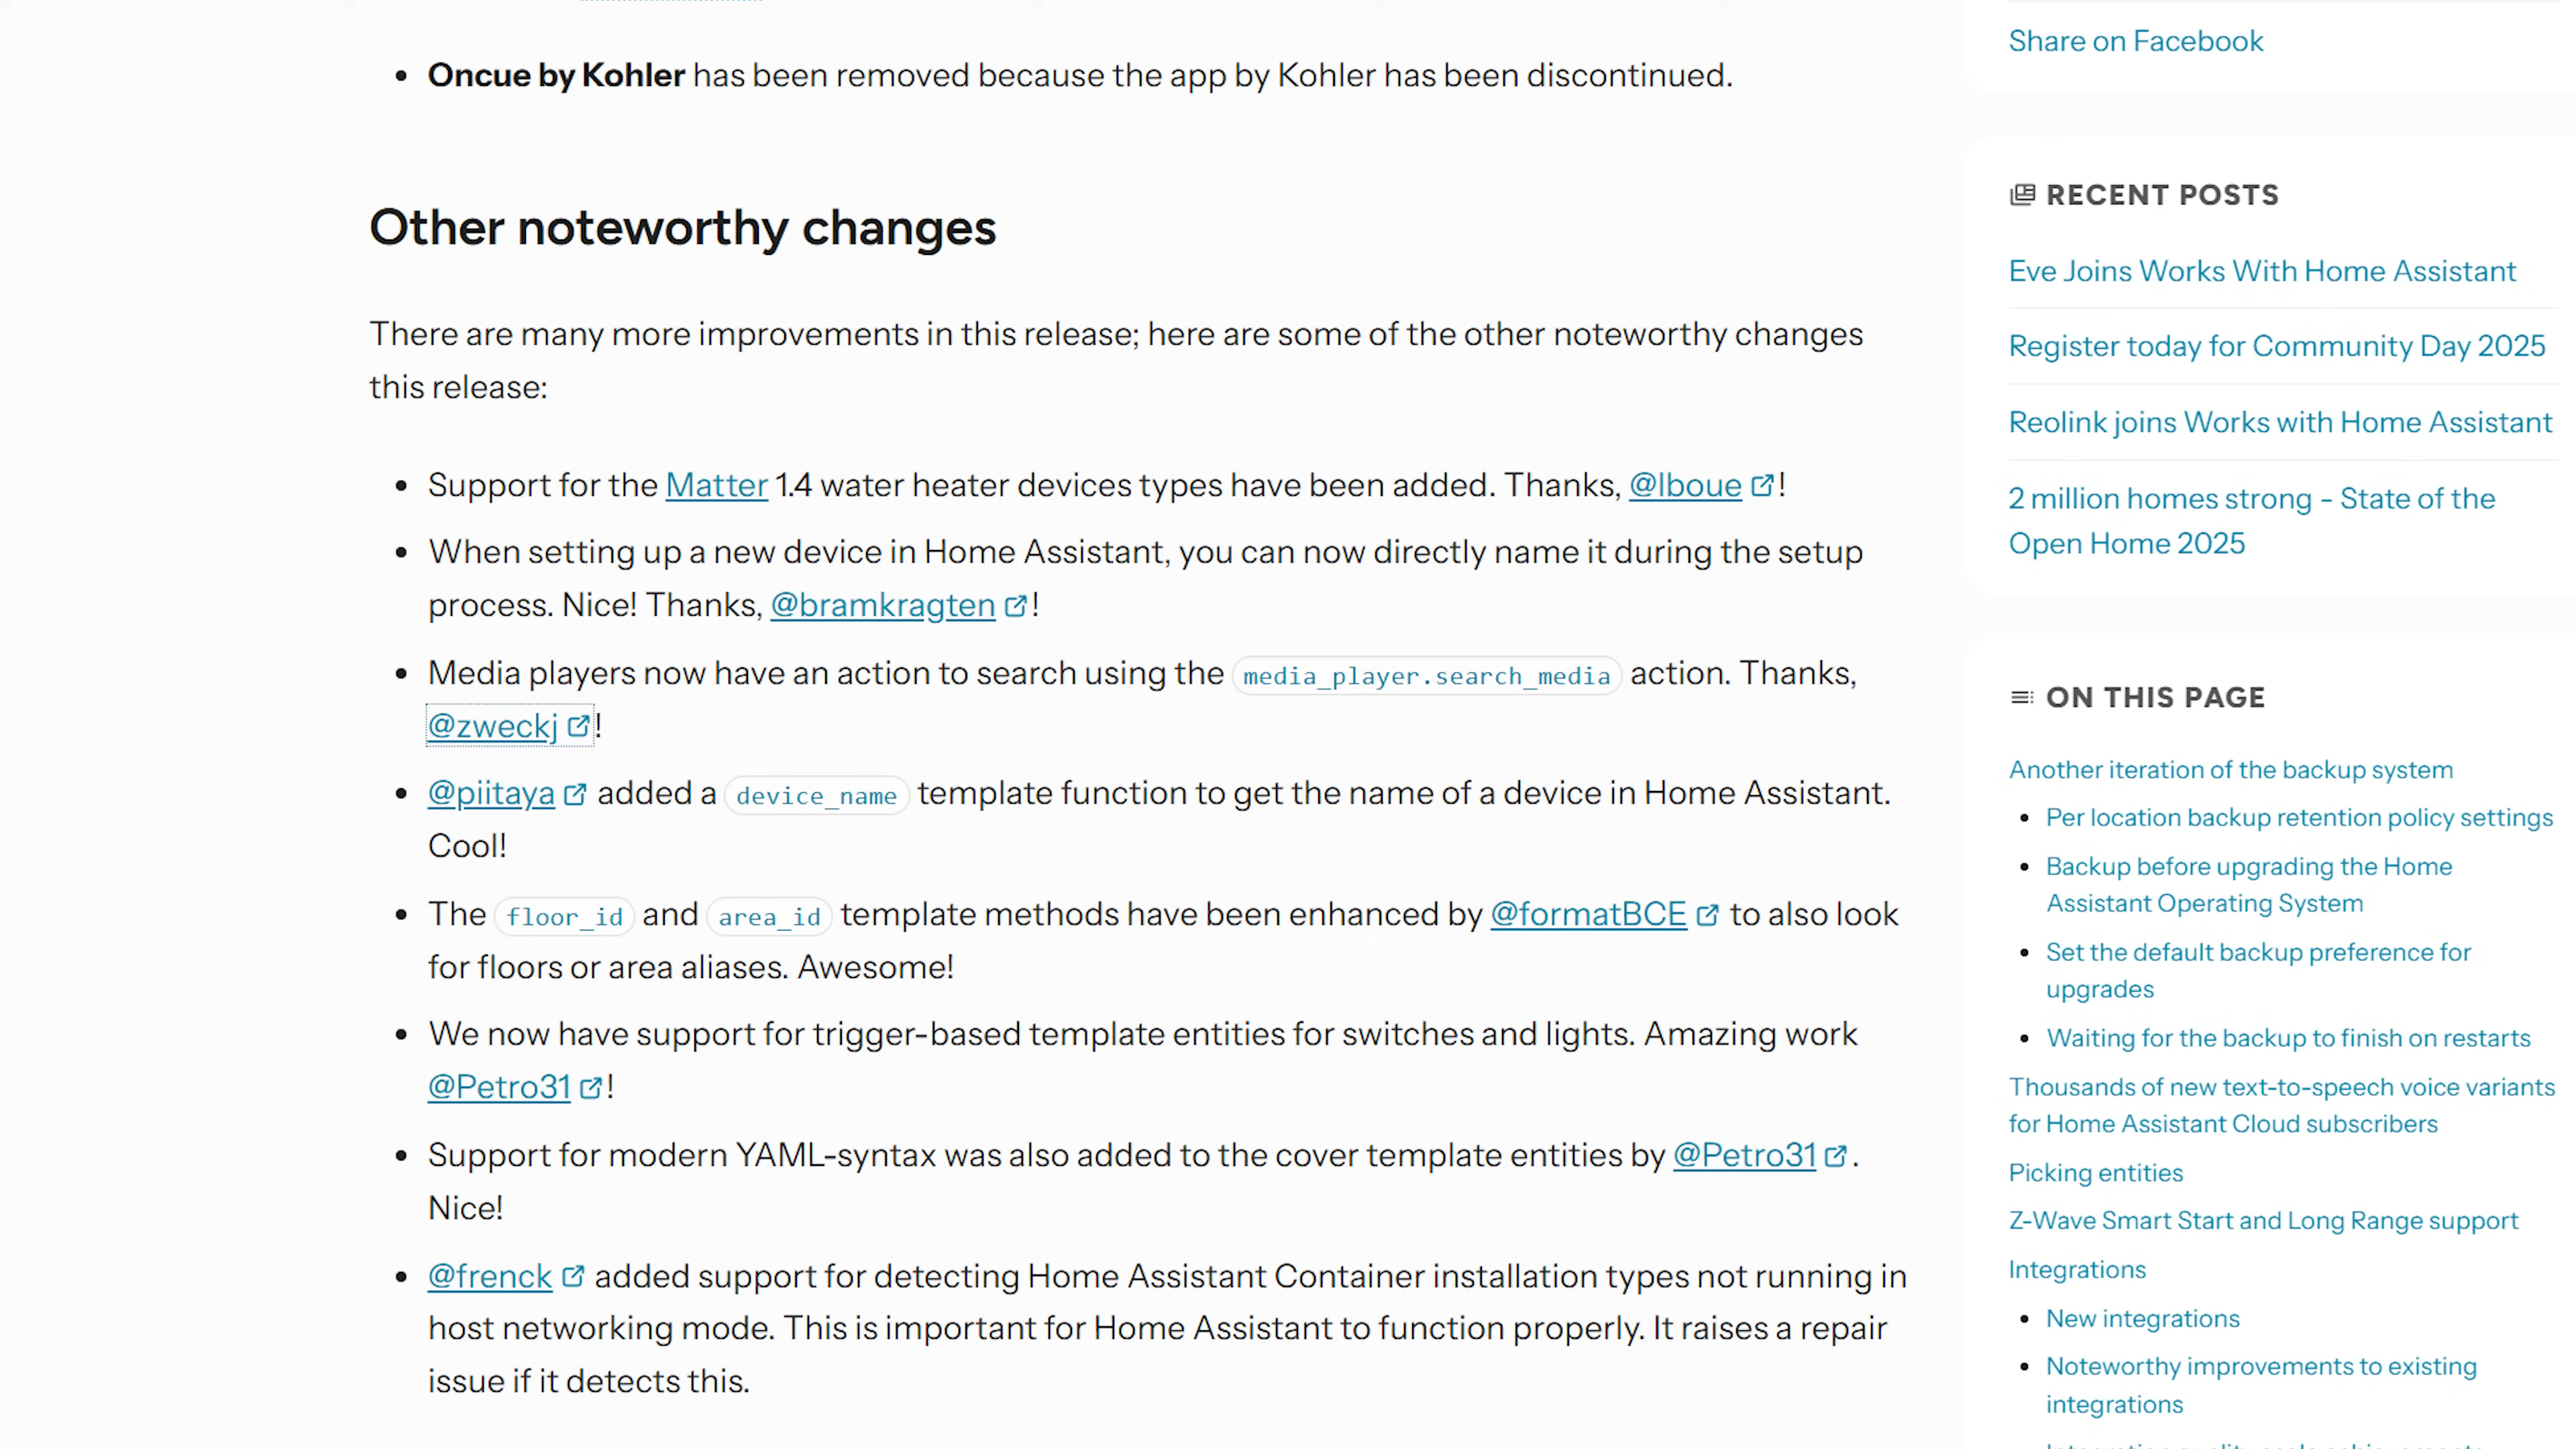 Oncue by Kohler has been removed because the app by Kohler has been discontinued.
Other noteworthy changes
There are many more improvements in this release; here are some of the other noteworthy changes
this release:
Support for the Matter 1.4 water heater devices types have been added. Thanks, @lboue !
When setting up a new device in Home Assistant, you can now directly name it during the setup
process. Nice! Thanks, @bramkragten !
Media players now have an action to search using the media_player.search_media action. Thanks,
@zweckj !
@piitaya added a device_name template function to get the name of a device in Home Assistant.
Cool!
The floor_id and area_id template methods have been enhanced by @formatBCE to also look
for floors or area aliases. Awesome!
We now have support for trigger-based template entities for switches and lights. Amazing work
@Petro31 !
Support for modern YAML-syntax was also added to the cover template entities by @Petro31 .
Nice!
@frenck added support for detecting Home Assistant Container installation types not running in
host networking mode. This is important for Home Assistant to function properly. It raises a repair
issue if it detects this.
Share on Facebook
RECENT POSTS
Eve Joins Works With Home Assistant
Register today for Community Day 2025
Reolink joins Works with Home Assistant
2 million homes strong - State of the
Open Home 2025
ON THIS PAGE
Another iteration of the backup system
Per location backup retention policy settings
Backup before upgrading the Home
Assistant Operating System
Set the default backup preference for
upgrades
Waiting for the backup to finish on restarts
Thousands of new text-to-speech voice variants
for Home Assistant Cloud subscribers
Picking entities
Z-Wave Smart Start and Long Range support
Integrations
New integrations
Noteworthy improvements to existing
integrations